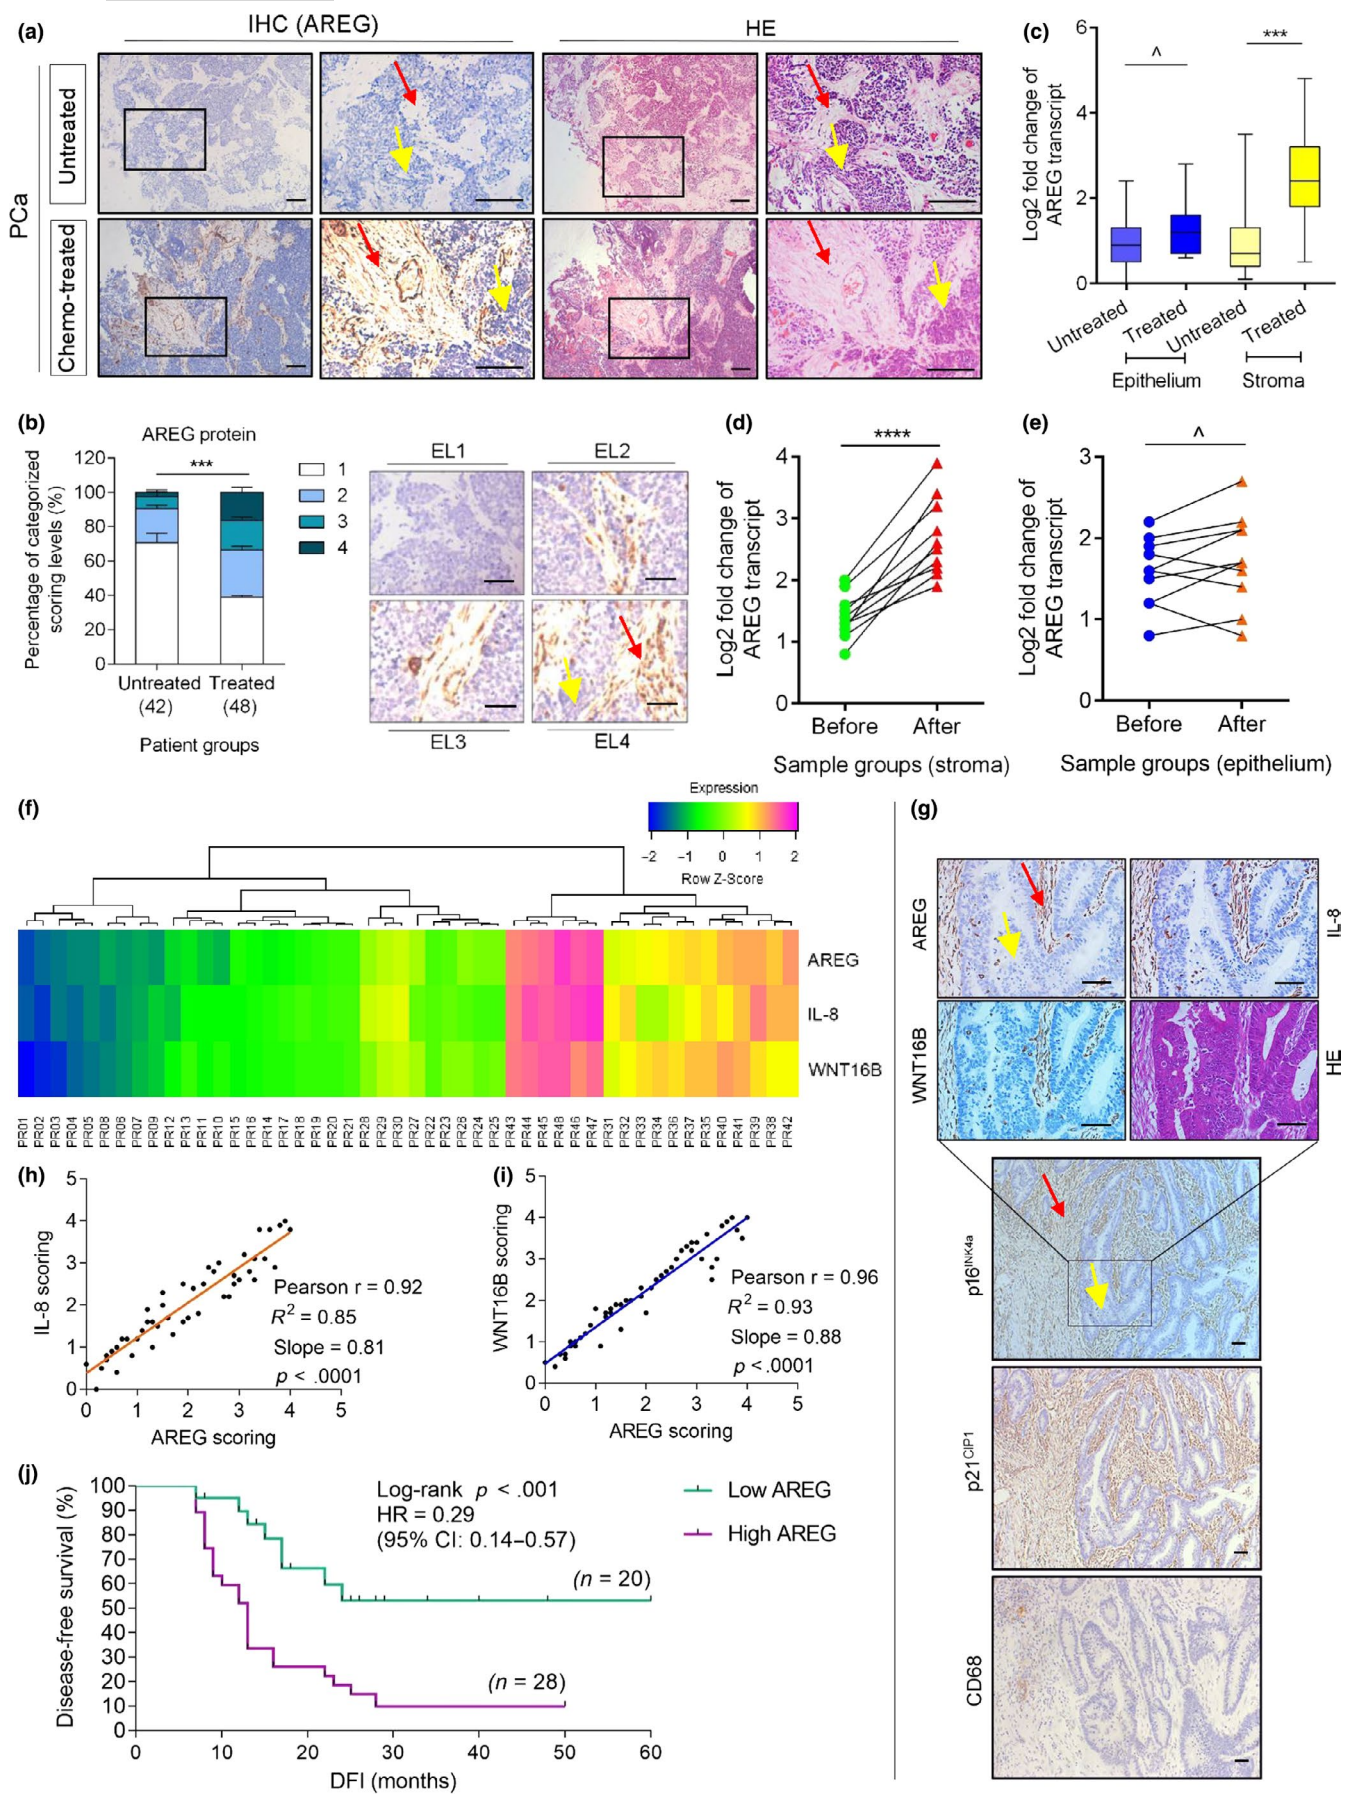 (a)
IHC (AREG)
HE
PCa
Untreated
Chemo-treated
(c)
Log2 fold change of
AREG transcript
6
4
2
0
^
***
Untreated
Treated
Untreated
Treated
Epithelium
Stroma
(b)
AREG protein
Percentage of categorized
scoring levels (%)
120
100
80
60
40
20
0
***
1
2
3
4
Untreated
(42)
Treated
(48)
Patient groups
EL1
EL2
EL3
EL4
(d)
****
Log2 fold change of
AREG transcript
4
3
2
1
0
Before
After
Sample groups (stroma)
(e)
^
Log2 fold change of
AREG transcript
3
2
1
0
Before
After
Sample groups (epithelium)
(f)
Expression
−2 −1 0 1 2
Row Z-Score
AREG
IL-8
WNT16B
PR01 PR02 PR03 PR04 PR05 PR08 PR06 PR07 PR09 PR12 PR13 PR11 PR10 PR15 PR16 PR14 PR17 PR18 PR19 PR20 PR21 PR28 PR29 PR30 PR27 PR22 PR23 PR26 PR24 PR25 PR43 PR44 PR45 PR48 PR46 PR47 PR31 PR32 PR33 PR34 PR36 PR37 PR35 PR40 PR41 PR39 PR38 PR42
(g)
AREG
IL-8
WNT16B
HE
p16INK4a
p21CIP1
CD68
(h)
IL-8 scoring
5
4
3
2
1
0
Pearson r = 0.92
R2 = 0.85
Slope = 0.81
p < .0001
0 1 2 3 4 5
AREG scoring
(i)
WNT16B scoring
5
4
3
2
1
0
Pearson r = 0.96
R2 = 0.93
Slope = 0.88
p <.0001
0 1 2 3 4 5
AREG scoring
(j)
Disease-free survival (%)
100
90
80
70
60
50
40
30
20
10
0
Log-rank p < .001
HR = 0.29
(95% CI: 0.14–0.57)
Low AREG
High AREG
(n = 20)
(n = 28)
0 10 20 30 40 50 60
DFI (months)